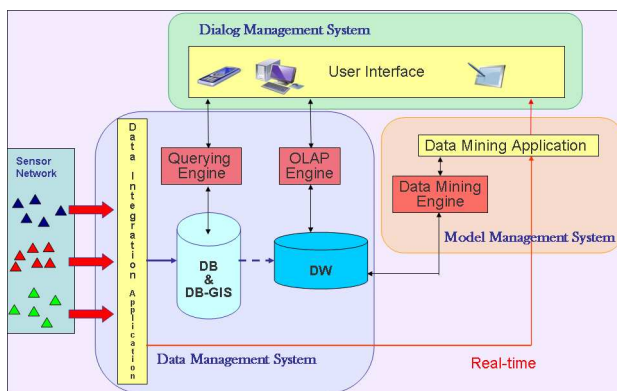 Dialog Management System
User Interface
Sensor
Network
Data Integration Application
Querying
Engine
OLAP
Engine
Data Mining Application
Data Mining
Engine
Model Management System
DB
&
DB-GIS
DW
Data Management System
Real-time